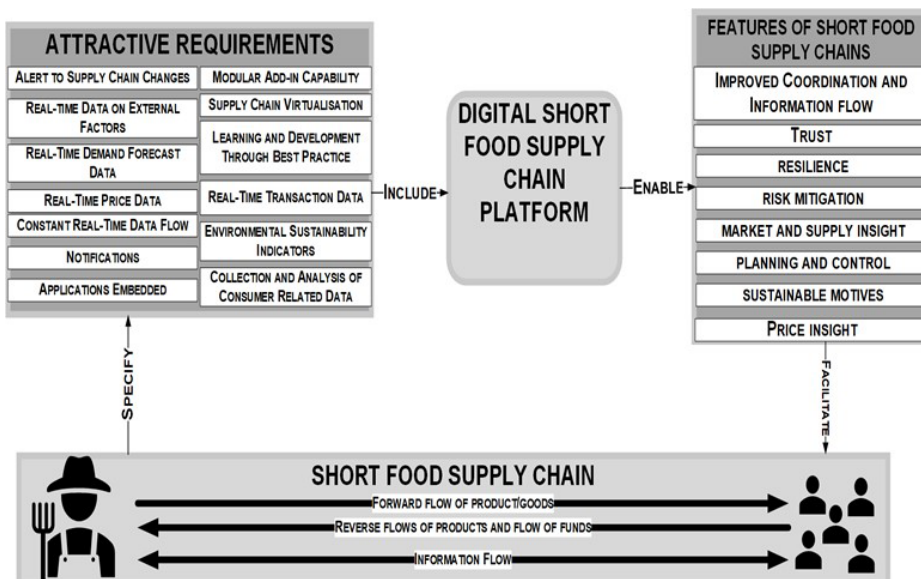 ATTRACTIVE REQUIREMENTS
ALERT TO SUPPLY CHAIN CHANGES
REAL-TIME DATA ON EXTERNAL
FACTORS
REAL-TIME DEMAND FORECAST
DATA
REAL-TIME PRICE DATA
CONSTANT REAL-TIME DATA FLOW
NOTIFICATIONS
APPLICATIONS EMBEDDED
MODULAR ADD-IN CAPABILITY
SUPPLY CHAIN VIRTUALISATION
LEARNING AND DEVELOPMENT
THROUGH BEST PRACTICE
REAL-TIME TRANSACTION DATA
ENVIRONMENTAL SUSTAINABILITY
INDICATORS
COLLECTION AND ANALYSIS OF
CONSUMER RELATED DATA
INCLUDE
DIGITAL SHORT
FOOD SUPPLY
CHAIN
PLATFORM
ENABLE
FEATURES OF SHORT FOOD
SUPPLY CHAINS
IMPROVED COORDINATION AND
INFORMATION FLOW
TRUST
RESILIENCE
RISK MITIGATION
MARKET AND SUPPLY INSIGHT
PLANNING AND CONTROL
SUSTAINABLE MOTIVES
PRICE INSIGHT
SPECIFY
FACILITATE
SHORT FOOD SUPPLY CHAIN
FORWARD FLOW OF PRODUCT/GOODS
REVERSE FLOWS OF PRODUCTS AND FLOW OF FUNDS
INFORMATION FLOW